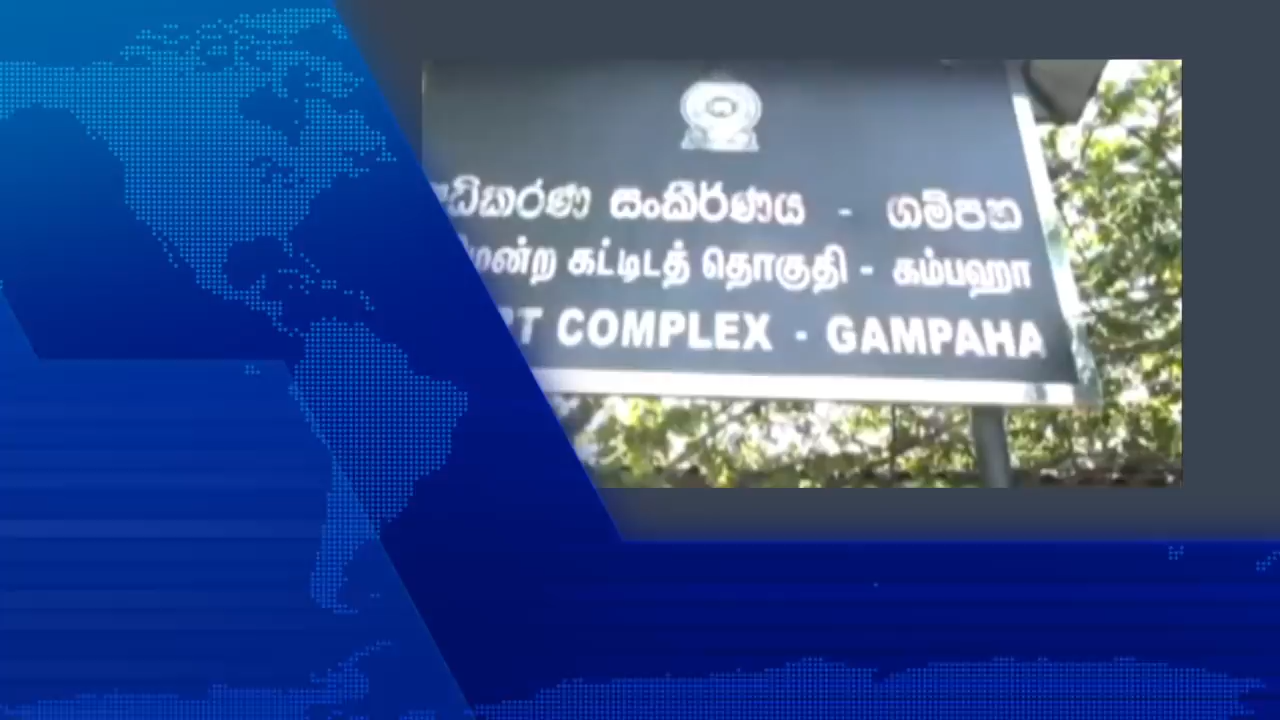 සංකීර්ණය - ගම්පහ
கட்டிடத் தொகுதி - கம்பஹா
COMPLEX - GAMPAHA